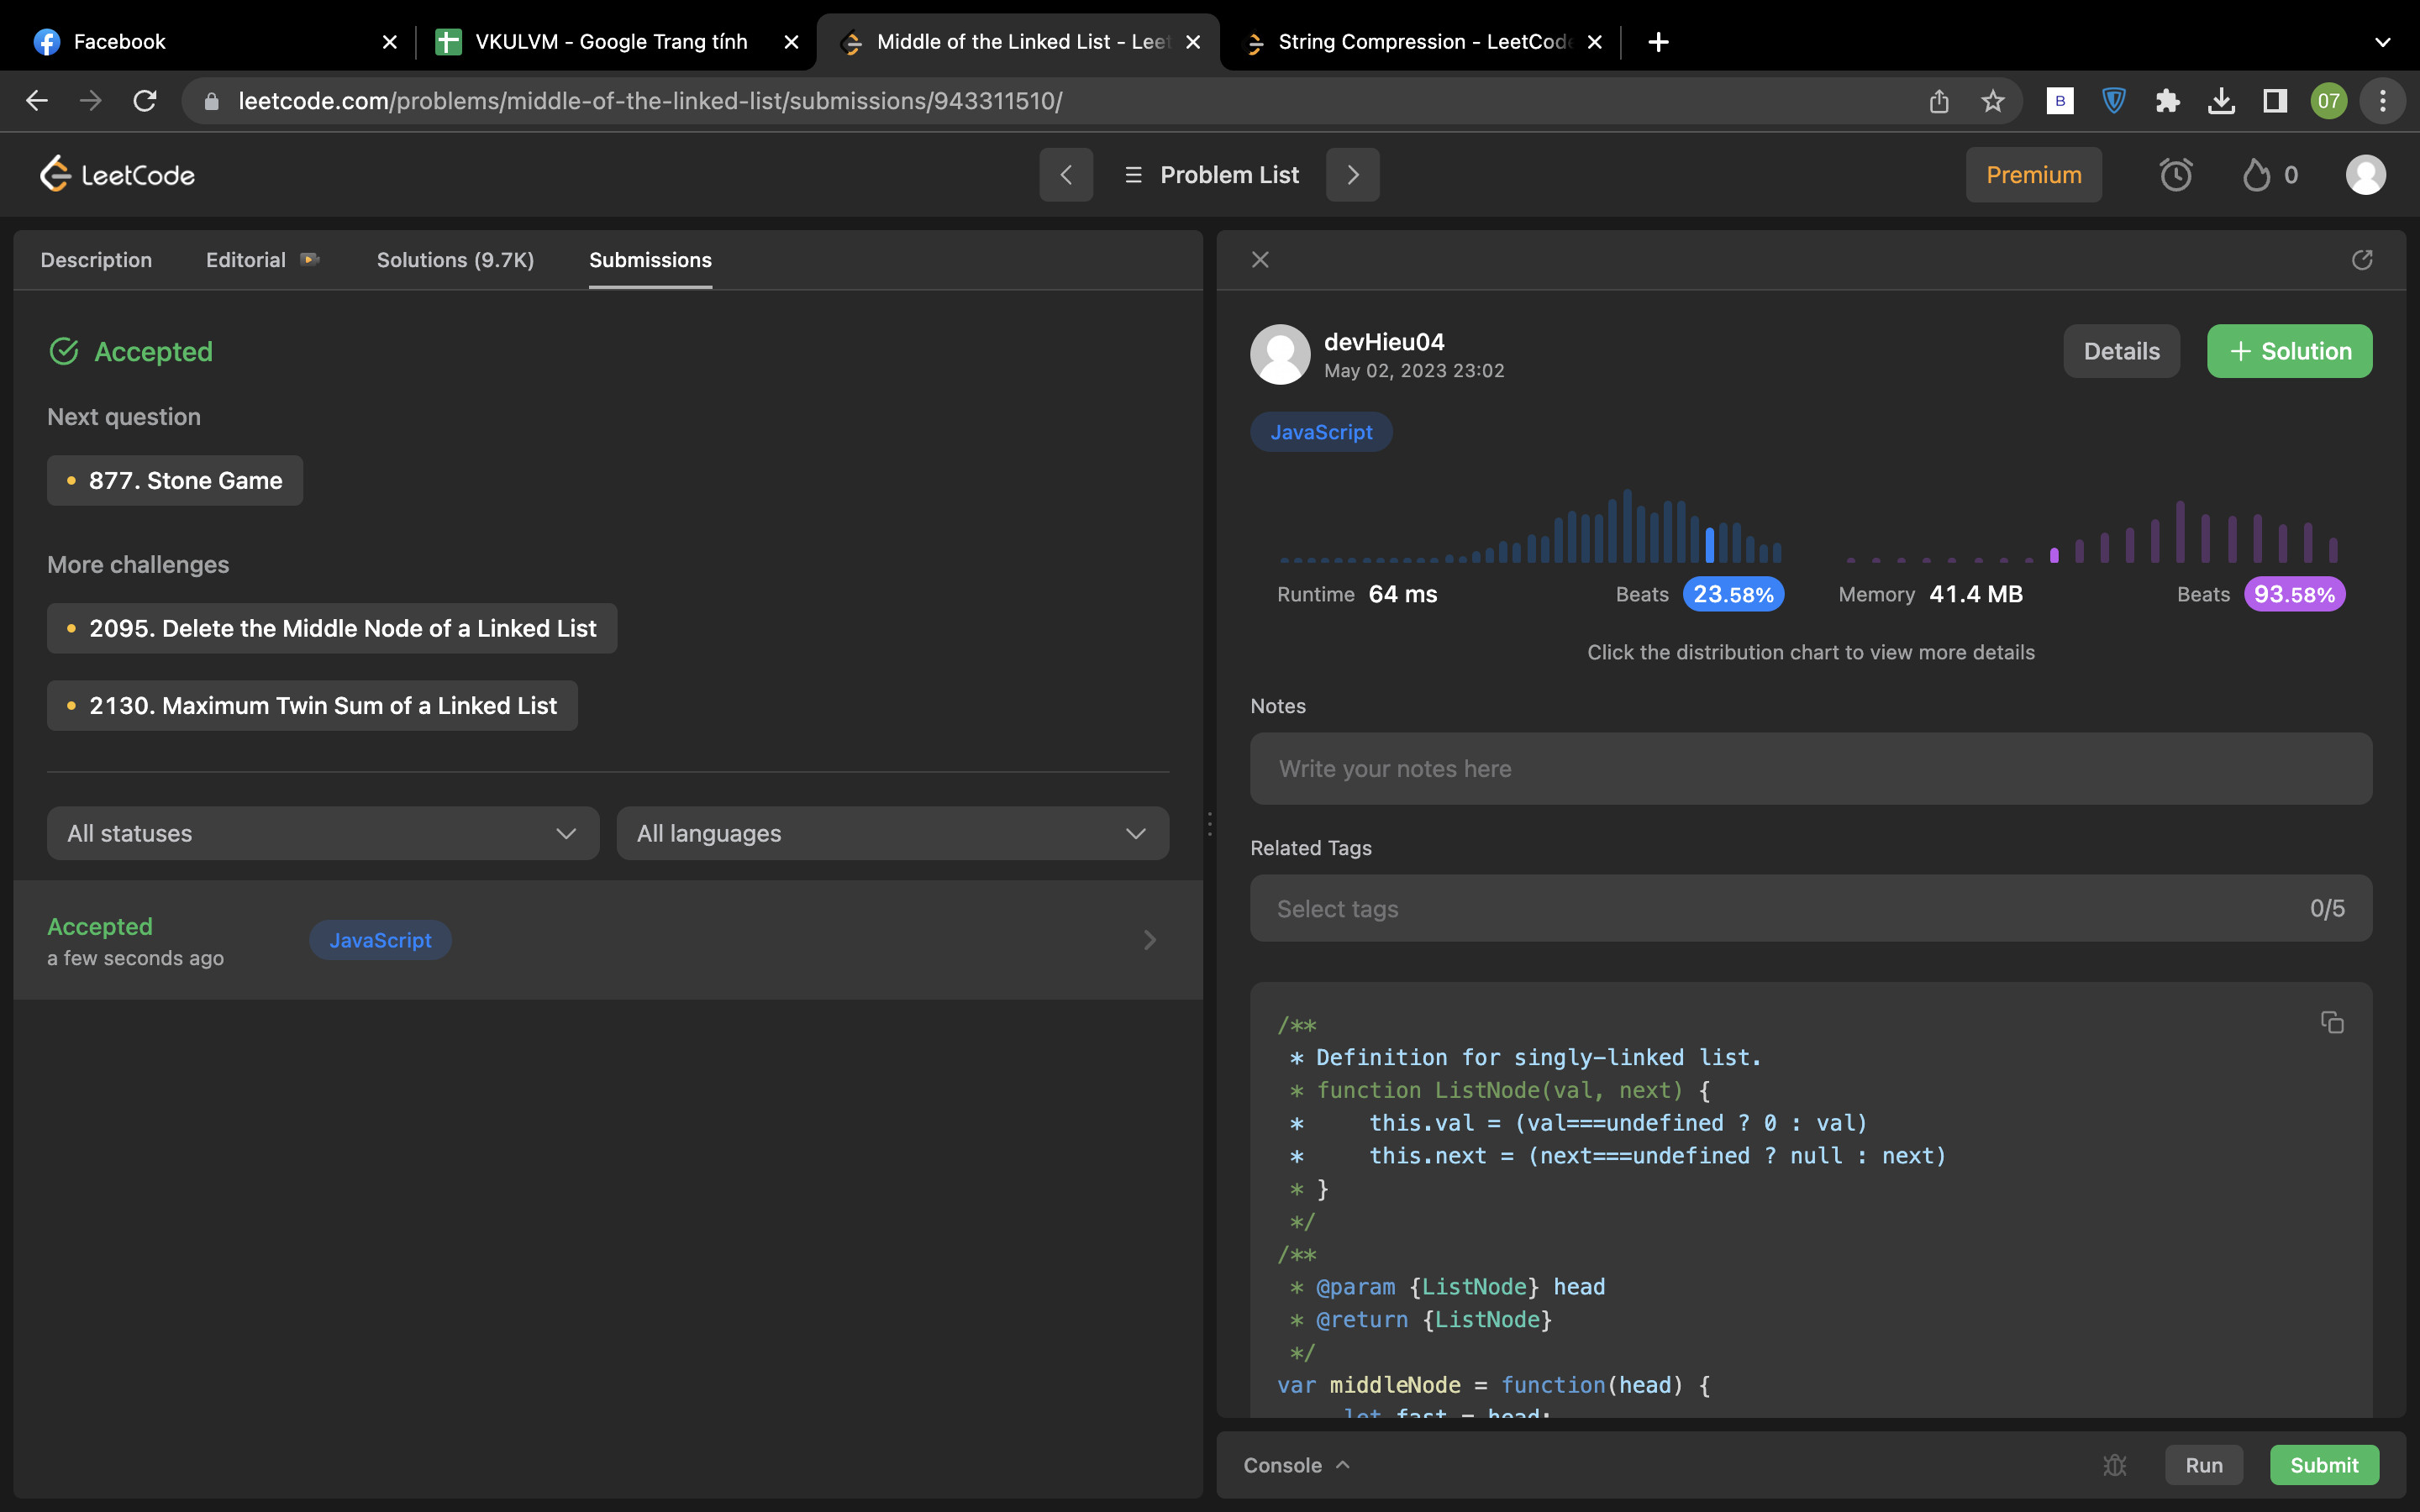 Facebook
VKULVM - Google Trang tính
Middle of the Linked List - Leet
String Compression - LeetCode
leetcode.com/problems/middle-of-the-linked-list/submissions/943311510/
B
07
LeetCode
Problem List
Premium
0
Description
Editorial
Solutions (9.7K)
Submissions
Accepted
Next question
877. Stone Game
More challenges
2095. Delete the Middle Node of a Linked List
2130. Maximum Twin Sum of a Linked List
All statuses
All languages
Accepted
a few seconds ago
JavaScript
devHieu04
May 02, 2023 23:02
Details
+ Solution
JavaScript
Runtime 64 ms
Beats 23.58%
Memory 41.4 MB
Beats 93.58%
Click the distribution chart to view more details
Notes
Write your notes here
Related Tags
Select tags
0/5
/**
 * Definition for singly-linked list.
 * function ListNode(val, next) {
 *     this.val = (val===undefined ? 0 : val)
 *     this.next = (next===undefined ? null : next)
 * }
 */
/**
 * @param {ListNode} head
 * @return {ListNode}
 */
var middleNode = function(head) {
     let fast = head;
Console
Run
Submit